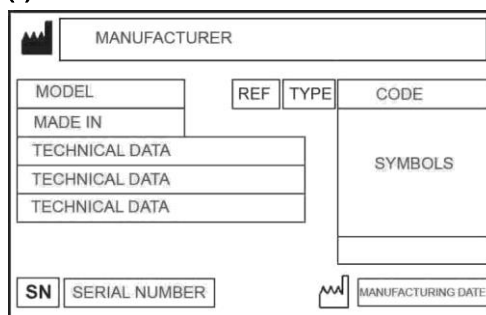 MANUFACTURER
MODEL REF TYPE CODE
MADE IN
TECHNICAL DATA
SYMBOLS
TECHNICAL DATA
TECHNICAL DATA
SN SERIAL NUMBER MANUFACTURING DATE